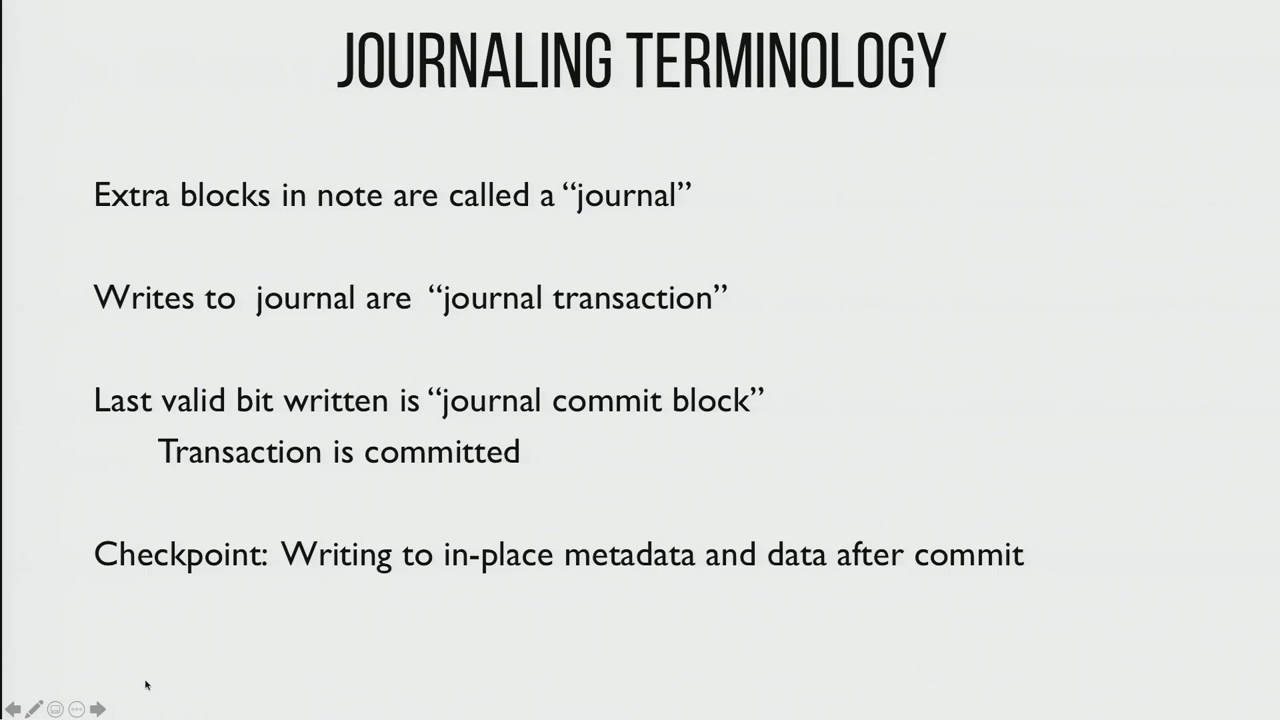 JOURNALING TERMINOLOGY
Extra blocks in note are called a “journal”
Writes to journal are “journal transaction”
Last valid bit written is “journal commit block”
Transaction is committed
Checkpoint: Writing to in-place metadata and data after commit